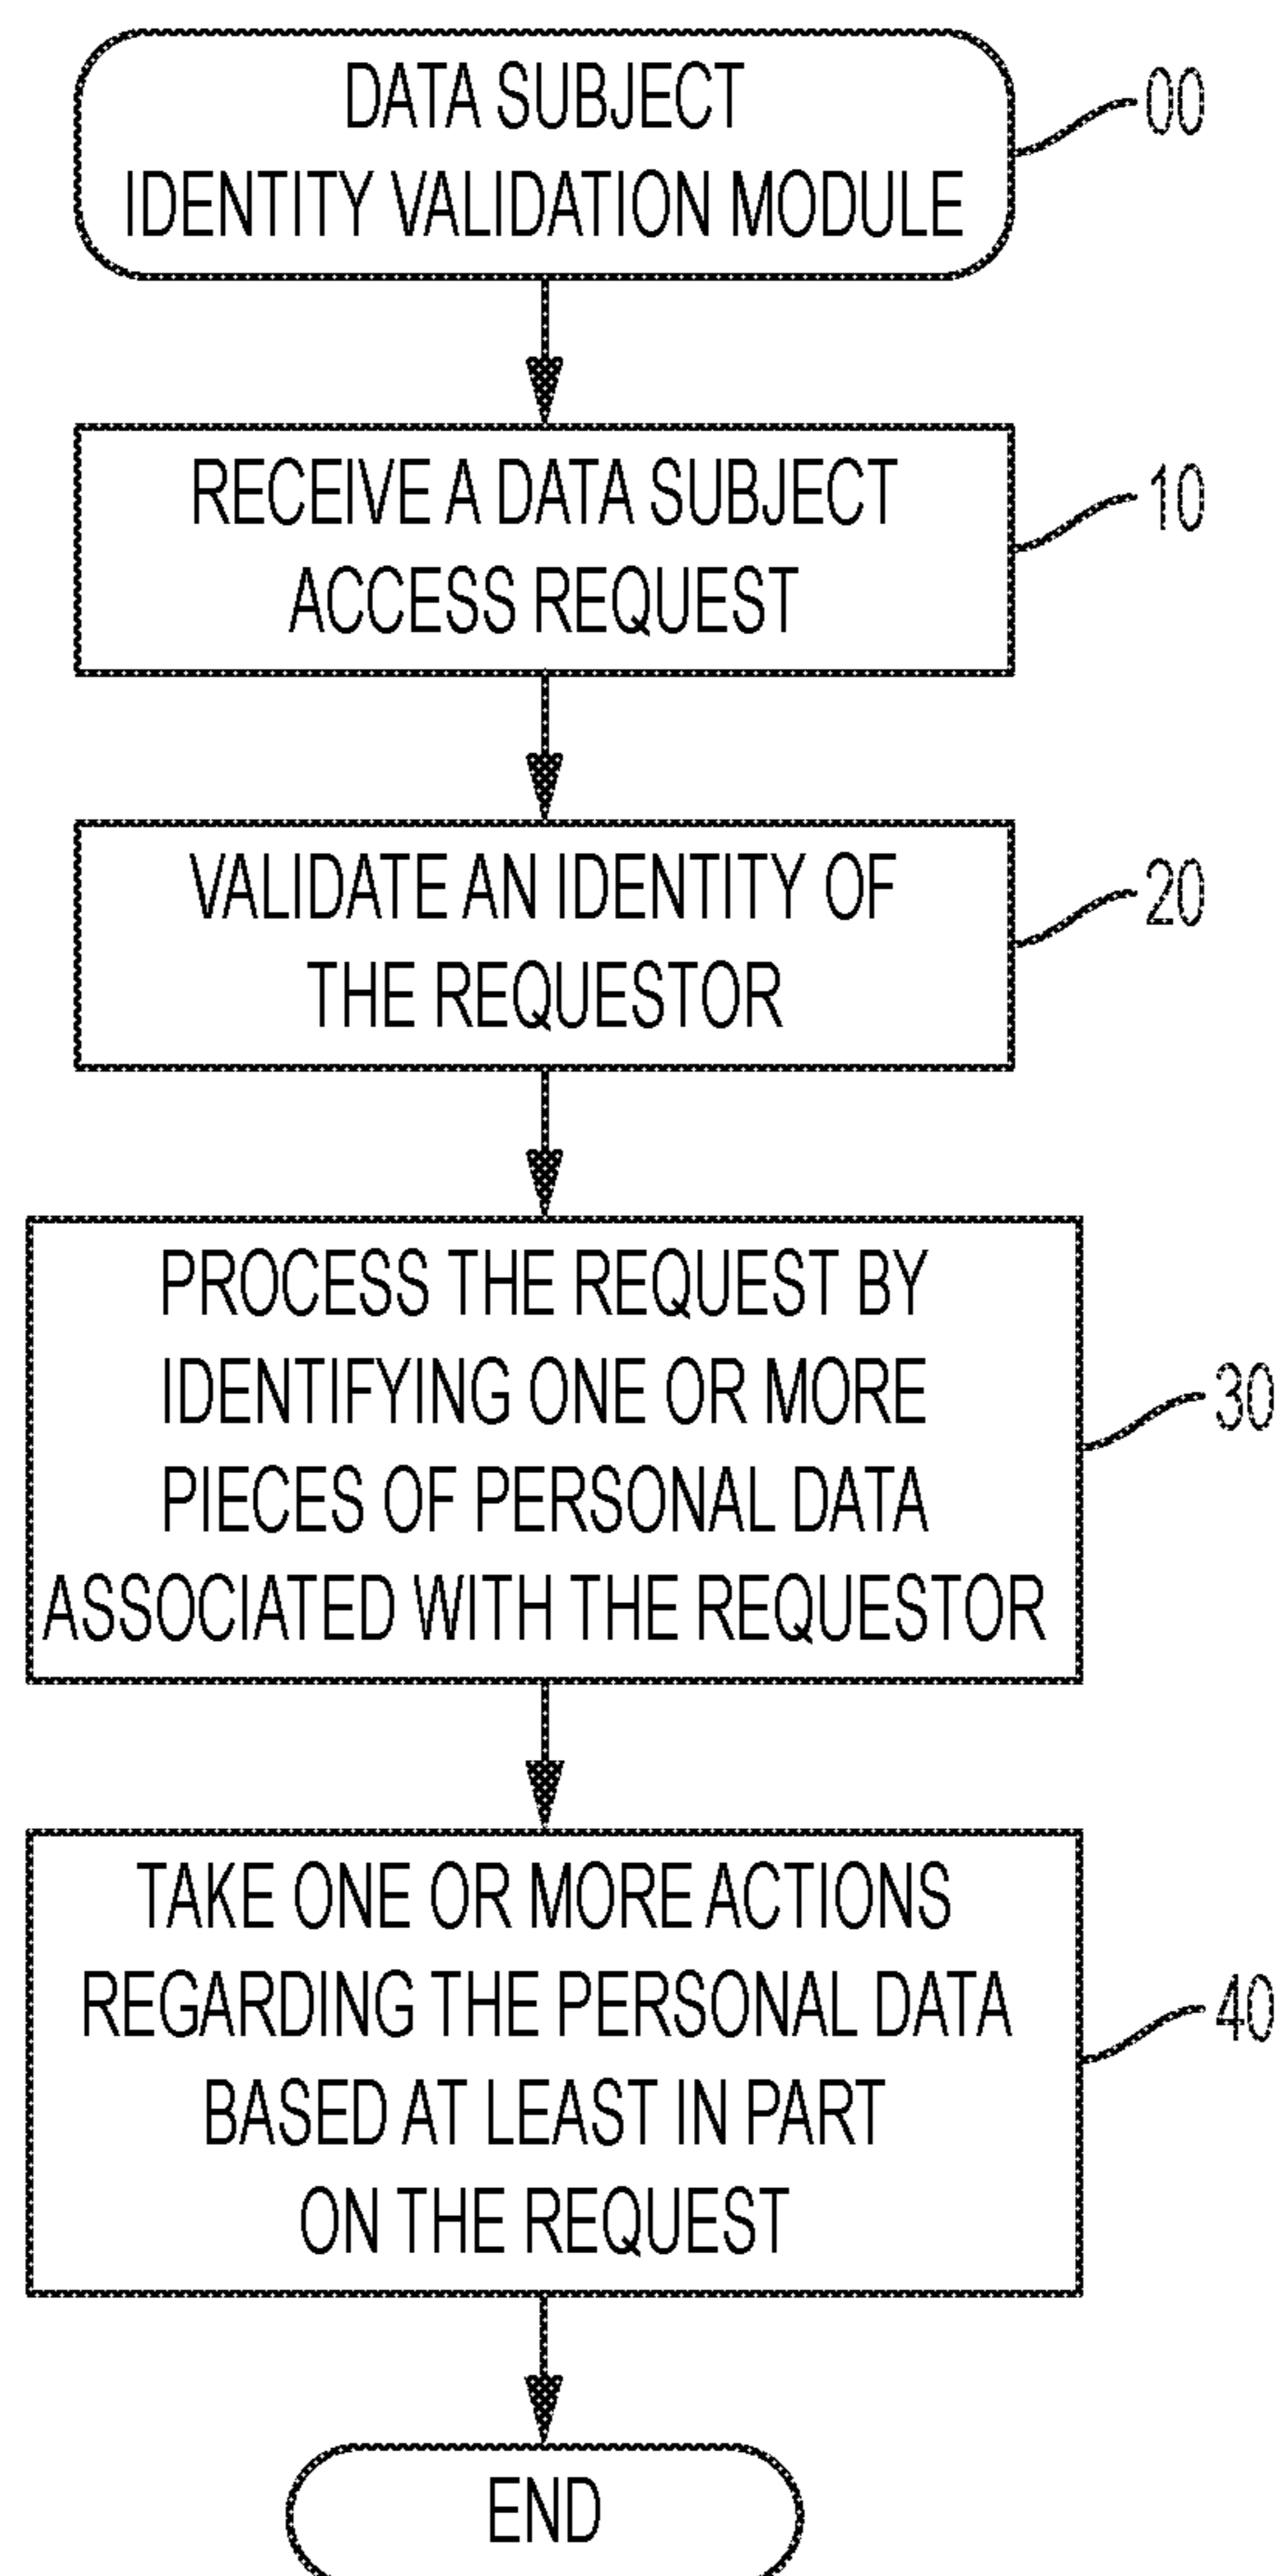 DATA SUBJECT
IDENTITY VALIDATION MODULE
00
RECEIVE A DATA SUBJECT
ACCESS REQUEST
10
VALIDATE AN IDENTITY OF
THE REQUESTOR
20
PROCESS THE REQUEST BY
IDENTIFYING ONE OR MORE
PIECES OF PERSONAL DATA
ASSOCIATED WITH THE REQUESTOR
30
TAKE ONE OR MORE ACTIONS
REGARDING THE PERSONAL DATA
BASED AT LEAST IN PART
ON THE REQUEST
40
END